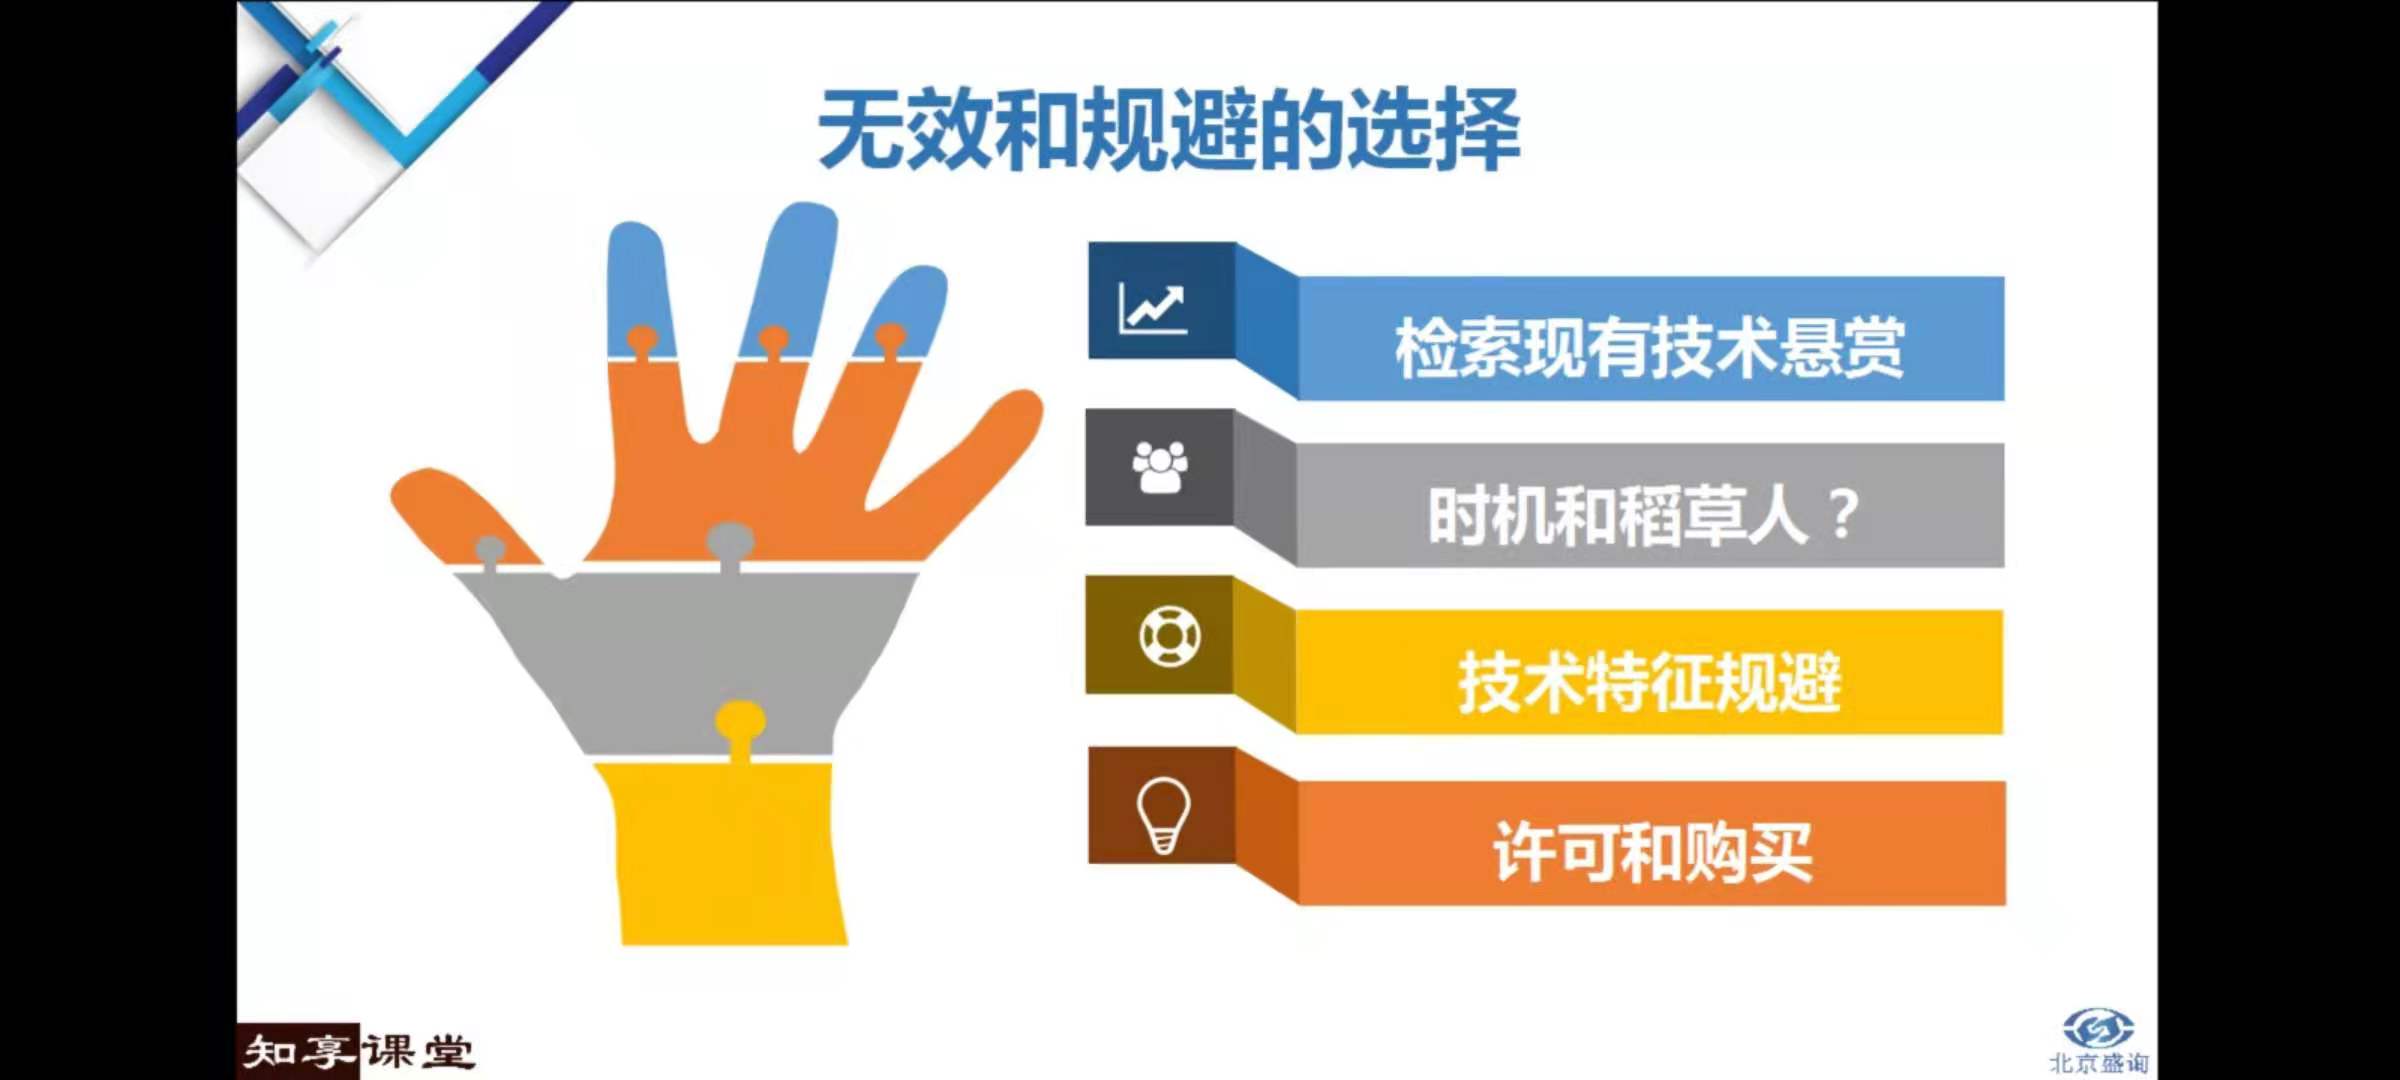 无效和规避的选择
检索现有技术悬赏
时机和稻草人？
技术特征规避
许可和购买
知享课堂
北京盛询